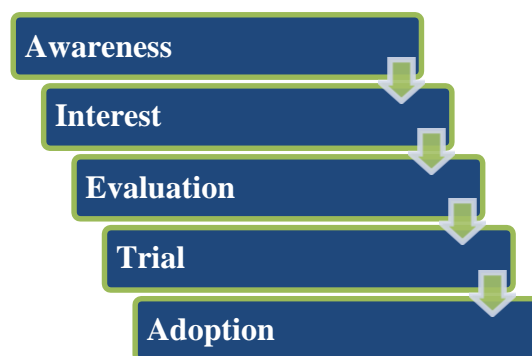 Awareness
Interest
Evaluation
Trial
Adoption